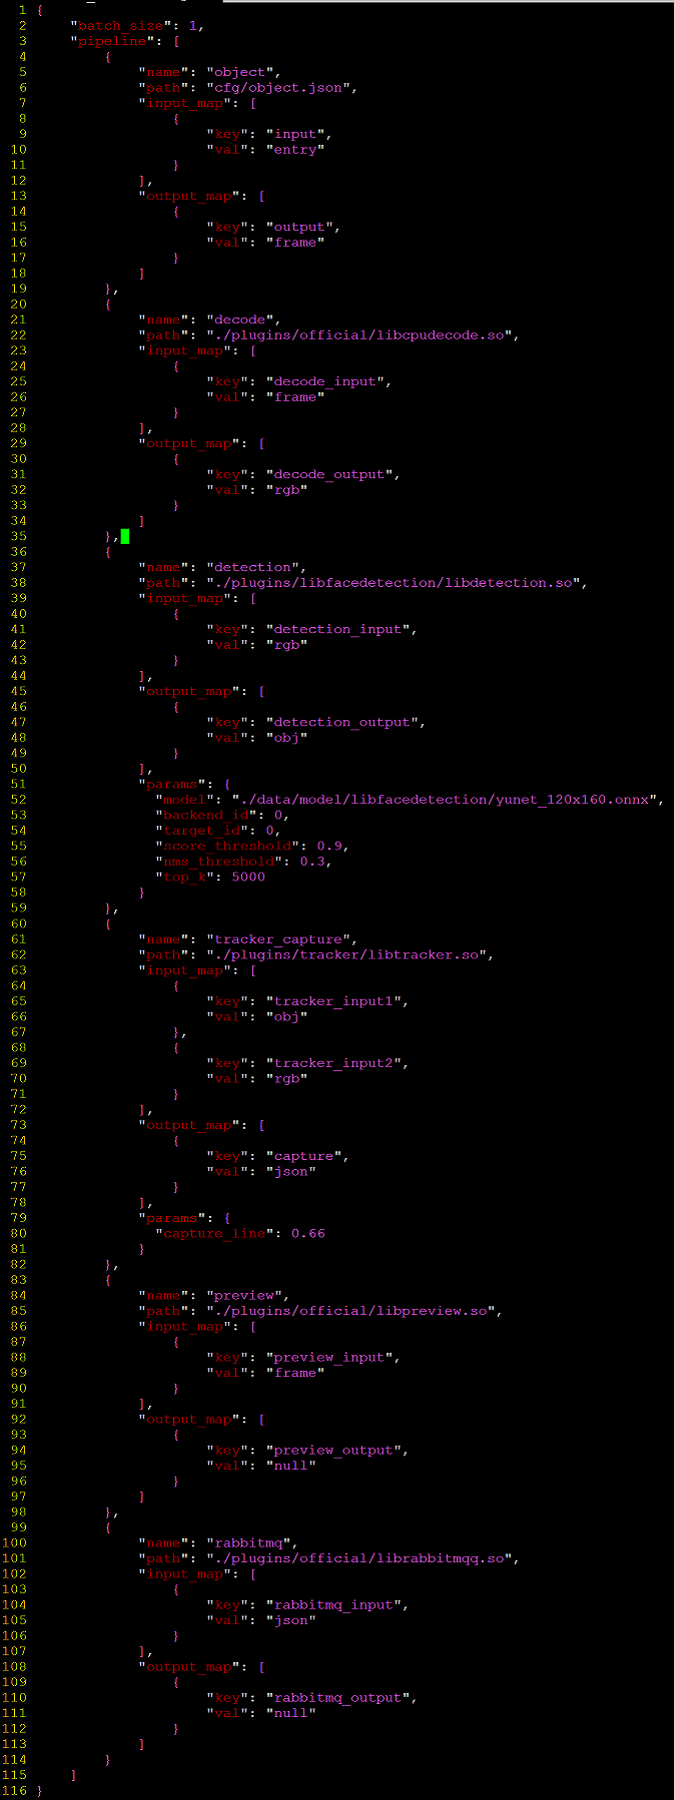 1 {
2     "batch_size": 1,
3     "pipeline": [
4         {
5             "name": "object",
6             "path": "cfg/object.json",
7             "input_map": [
8                 {
9                     "key": "input",
10                     "val": "entry"
11                 }
12             ],
13             "output_map": [
14                 {
15                     "key": "output",
16                     "val": "frame"
17                 }
18             ]
19         },
20         {
21             "name": "decode",
22             "path": "./plugins/official/libcpudecode.so",
23             "input_map": [
24                 {
25                     "key": "decode_input",
26                     "val": "frame"
27                 }
28             ],
29             "output_map": [
30                 {
31                     "key": "decode_output",
32                     "val": "rgb"
33                 }
34             ]
35         },
36         {
37             "name": "detection",
38             "path": "./plugins/libfacedetection/libdetection.so",
39             "input_map": [
40                 {
41                     "key": "detection_input",
42                     "val": "rgb"
43                 }
44             ],
45             "output_map": [
46                 {
47                     "key": "detection_output",
48                     "val": "obj"
49                 }
50             ],
51             "params": {
52               "model": "./data/model/libfacedetection/yunet_120x160.onnx",
53               "backend_id": 0,
54               "target_id": 0,
55               "score_threshold": 0.9,
56               "nms_threshold": 0.3,
57               "top_k": 5000
58             }
59         },
60         {
61             "name": "tracker_capture",
62             "path": "./plugins/tracker/libtracker.so",
63             "input_map": [
64                 {
65                     "key": "tracker_input1",
66                     "val": "obj"
67                 },
68                 {
69                     "key": "tracker_input2",
70                     "val": "rgb"
71                 }
72             ],
73             "output_map": [
74                 {
75                     "key": "capture",
76                     "val": "json"
77                 }
78             ],
79             "params": {
80               "capture_line": 0.66
81             }
82         },
83         {
84             "name": "preview",
85             "path": "./plugins/official/libpreview.so",
86             "input_map": [
87                 {
88                     "key": "preview_input",
89                     "val": "frame"
90                 }
91             ],
92             "output_map": [
93                 {
94                     "key": "preview_output",
95                     "val": "null"
96                 }
97             ]
98         },
99         {
100             "name": "rabbitmq",
101             "path": "./plugins/official/librabbitmqq.so",
102             "input_map": [
103                 {
104                     "key": "rabbitmq_input",
105                     "val": "json"
106                 }
107             ],
108             "output_map": [
109                 {
110                     "key": "rabbitmq_output",
111                     "val": "null"
112                 }
113             ]
114         }
115     ]
116 }